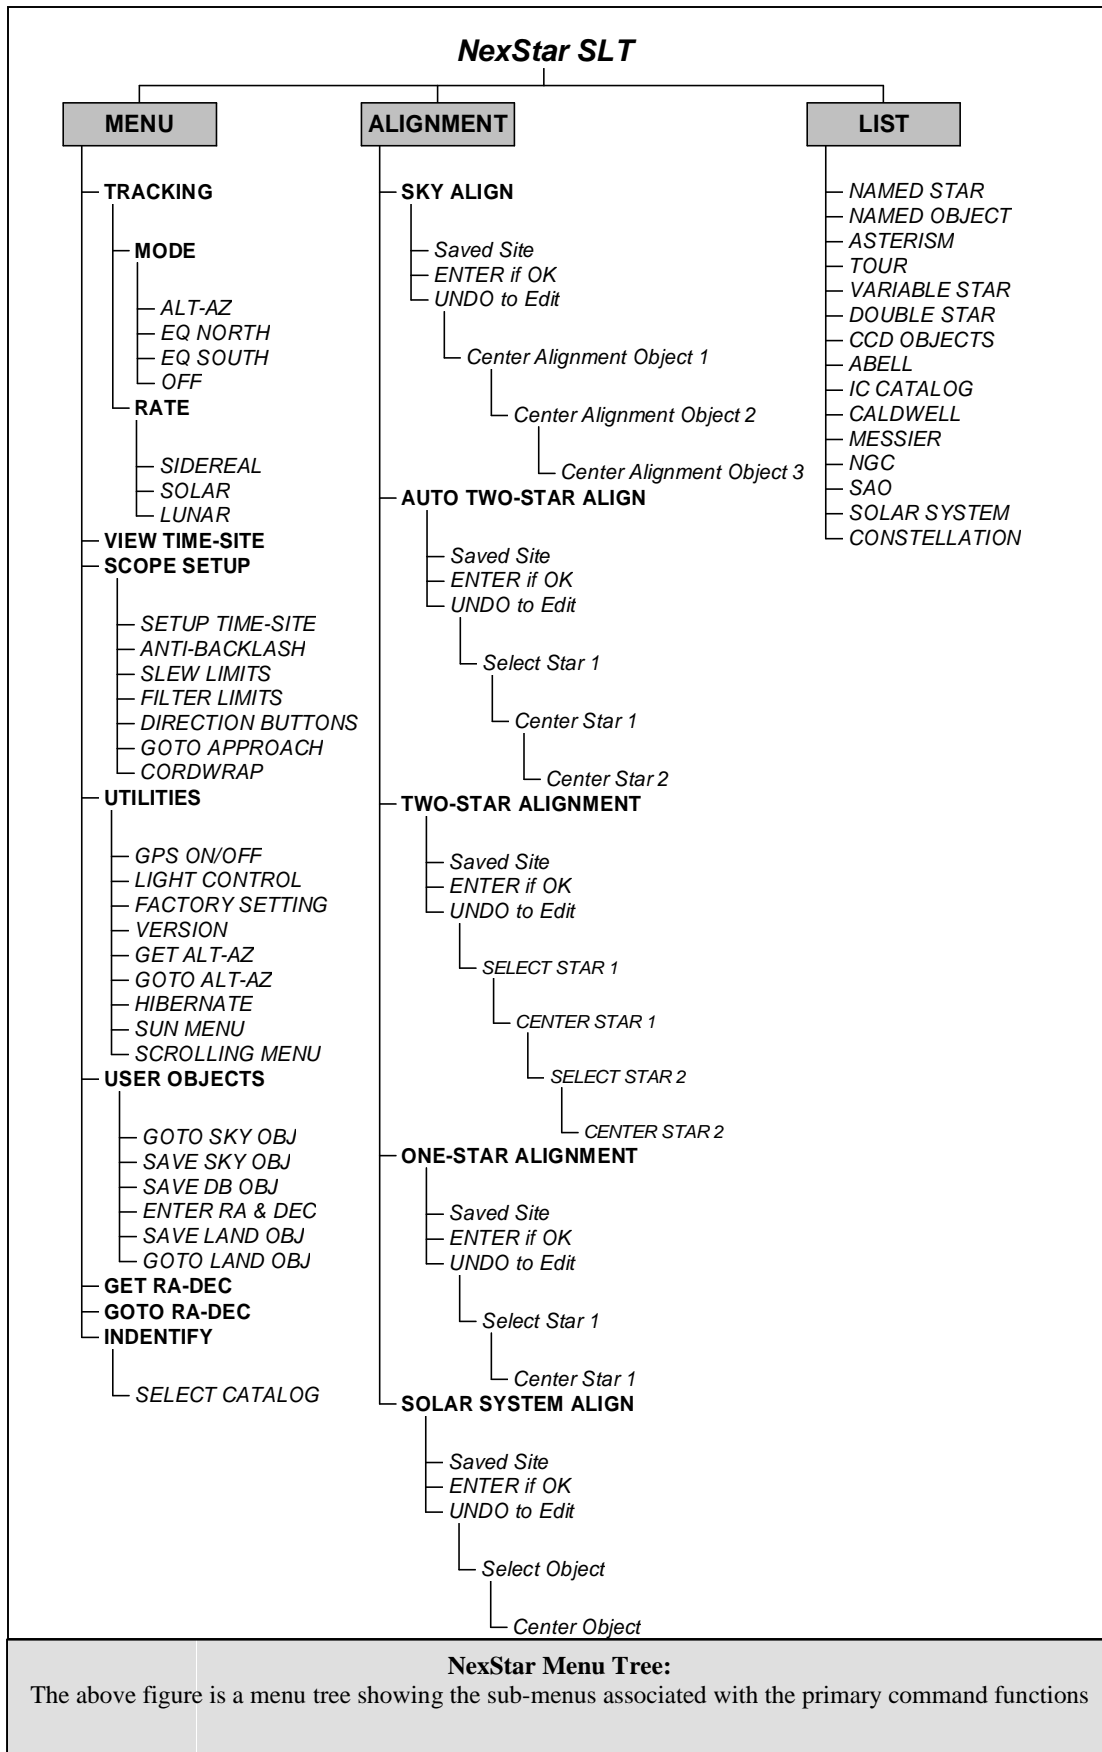 NexStar SLT
MENU
TRACKING
MODE
ALT-AZ
EQ NORTH
EQ SOUTH
OFF
RATE
SIDEREAL
SOLAR
LUNAR
VIEW TIME-SITE
SCOPE SETUP
SETUP TIME-SITE
ANTI-BACKLASH
SLEW LIMITS
FILTER LIMITS
DIRECTION BUTTONS
GOTO APPROACH
CORDWRAP
UTILITIES
GPS ON/OFF
LIGHT CONTROL
FACTORY SETTING
VERSION
GET ALT-AZ
GOTO ALT-AZ
HIBERNATE
SUN MENU
SCROLLING MENU
USER OBJECTS
GOTO SKY OBJ
SAVE SKY OBJ
SAVE DB OBJ
ENTER RA & DEC
SAVE LAND OBJ
GOTO LAND OBJ
GET RA-DEC
GOTO RA-DEC
INDENTIFY
SELECT CATALOG
ALIGNMENT
SKY ALIGN
Saved Site
ENTER if OK
UNDO to Edit
Center Alignment Object 1
Center Alignment Object 2
Center Alignment Object 3
AUTO TWO-STAR ALIGN
Saved Site
ENTER if OK
UNDO to Edit
Select Star 1
Center Star 1
Center Star 2
TWO-STAR ALIGNMENT
Saved Site
ENTER if OK
UNDO to Edit
SELECT STAR 1
CENTER STAR 1
SELECT STAR 2
CENTER STAR 2
ONE-STAR ALIGNMENT
Saved Site
ENTER if OK
UNDO to Edit
Select Star 1
Center Star 1
SOLAR SYSTEM ALIGN
Saved Site
ENTER if OK
UNDO to Edit
Select Object
Center Object
LIST
NAMED STAR
NAMED OBJECT
ASTERISM
TOUR
VARIABLE STAR
DOUBLE STAR
CCD OBJECTS
ABELL
IC CATALOG
CALDWELL
MESSIER
NGC
SAO
SOLAR SYSTEM
CONSTELLATION
NexStar Menu Tree:
The above figure is a menu tree showing the sub-menus associated with the primary command functions